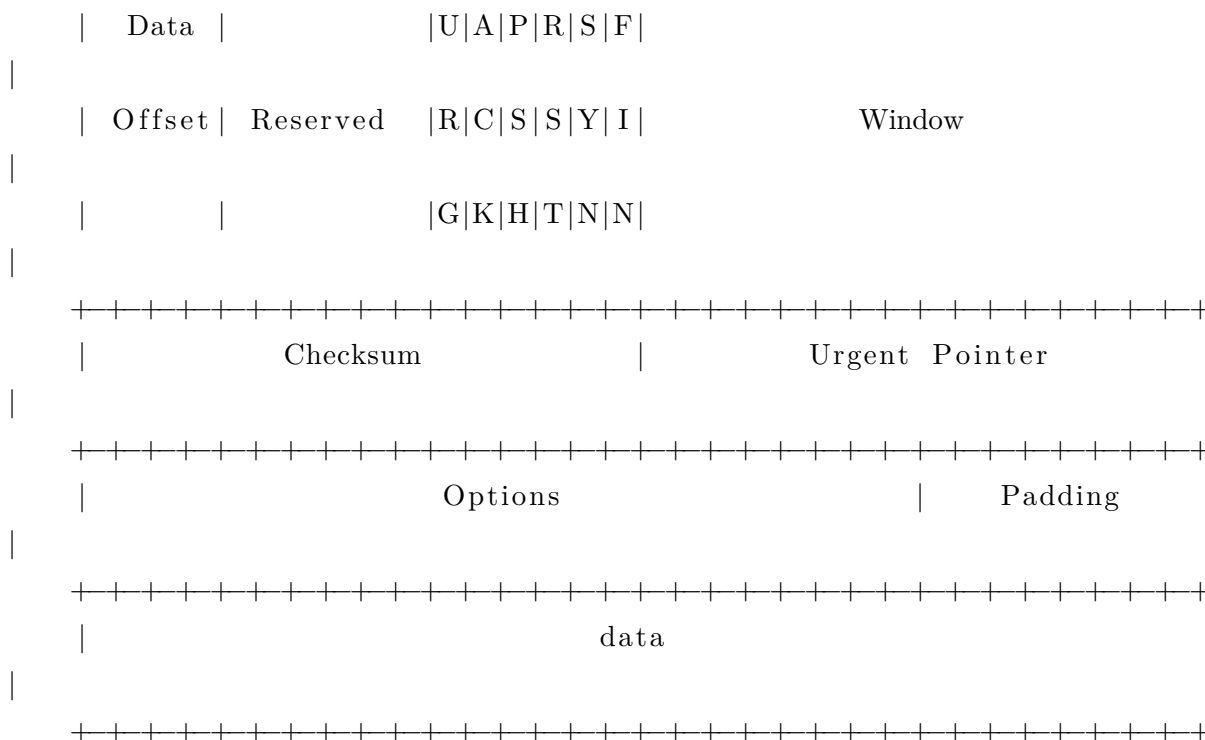 |  Data |           |U|A|P|R|S|F|
|
| Offset| Reserved  |R|C|S|S|Y|I|            Window
|
|       |           |G|K|H|T|N|N|
|
+-+-+-+-+-+-+-+-+-+-+-+-+-+-+-+-+-+-+-+-+-+-+-+-+-+-+-+-+-+-+-+-+
|           Checksum            |         Urgent Pointer
|
+-+-+-+-+-+-+-+-+-+-+-+-+-+-+-+-+-+-+-+-+-+-+-+-+-+-+-+-+-+-+-+-+
|                    Options                    |    Padding
|
+-+-+-+-+-+-+-+-+-+-+-+-+-+-+-+-+-+-+-+-+-+-+-+-+-+-+-+-+-+-+-+-+
|                             data
|
+-+-+-+-+-+-+-+-+-+-+-+-+-+-+-+-+-+-+-+-+-+-+-+-+-+-+-+-+-+-+-+-+